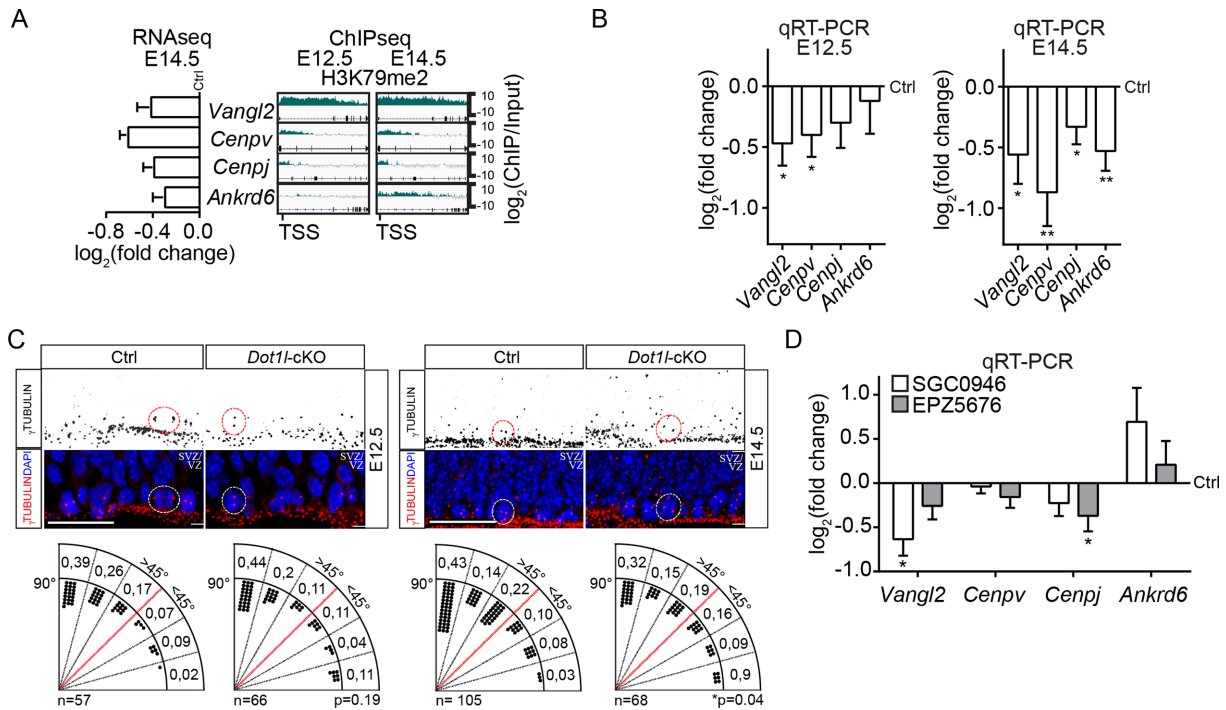 A
RNAseq
E14.5
Ctrl
ChIPseq
E12.5 E14.5
H3K79me2
Vangl2
Cenpv
Cenpj
Ankrd6
10
-10
10
-10
10
-10
10
-10
log2(ChIP/Input)
-0.8 -0.4 0.0
log2(fold change)
TSS TSS
B
qRT-PCR
E12.5
0.0
-0.5
-1.0
log2(fold change)
Ctrl
* *
Vangl2 Cenpv Cenpj Ankrd6
qRT-PCR
E14.5
0.0
-0.5
-1.0
log2(fold change)
Ctrl
* ** * **
Vangl2 Cenpv Cenpj Ankrd6
C
Ctrl Dot1l-cKO
γTUBULIN
γTUBULINDAPI
SVZ/
VZ
SVZ/
VZ
E12.5
Ctrl Dot1l-cKO
γTUBULIN
γTUBULINDAPI
SVZ/
VZ
SVZ/
VZ
E14.5
90°
0,39
0,26
0,17
>45°
<45°
0,07
0,09
0,02
n=57
90°
0,44
0,2
0,11
>45°
<45°
0,11
0,04
0,11
n=66 p=0.19
90°
0,43
0,14
0,22
>45°
<45°
0,10
0,08
0,03
n= 105
90°
0,32
0,15
0,19
>45°
<45°
0,16
0,09
0,9
n=68 *p=0.04
D
qRT-PCR
SGC0946
EPZ5676
1.0
0.5
0.0
-0.5
-1.0
log2(fold change)
Ctrl
* *
Vangl2 Cenpv Cenpj Ankrd6